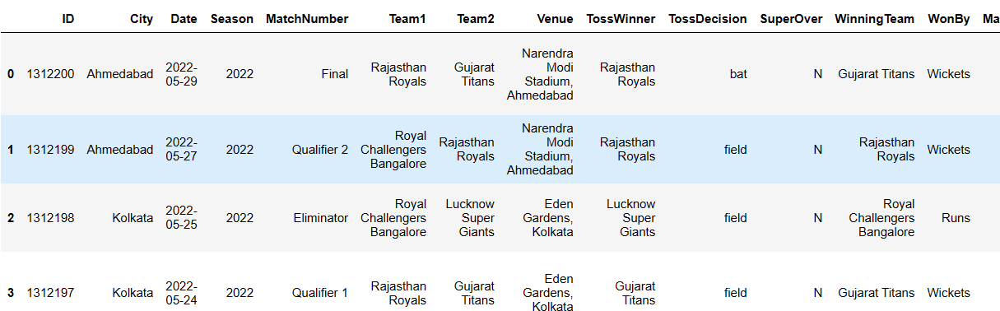 ID City Date Season MatchNumber Team1 Team2 Venue TossWinner TossDecision SuperOver WinningTeam WonBy Ma
0 1312200 Ahmedabad 2022-05-29 2022 Final Rajasthan Royals Gujarat Titans Narendra Modi Stadium, Ahmedabad Rajasthan Royals bat N Gujarat Titans Wickets
1 1312199 Ahmedabad 2022-05-27 2022 Qualifier 2 Royal Challengers Bangalore Rajasthan Royals Narendra Modi Stadium, Ahmedabad Rajasthan Royals field N Rajasthan Royals Wickets
2 1312198 Kolkata 2022-05-25 2022 Eliminator Royal Challengers Bangalore Lucknow Super Giants Eden Gardens, Kolkata Lucknow Super Giants field N Royal Challengers Bangalore Runs
3 1312197 Kolkata 2022-05-24 2022 Qualifier 1 Rajasthan Royals Gujarat Titans Eden Gardens, Kolkata Gujarat Titans field N Gujarat Titans Wickets